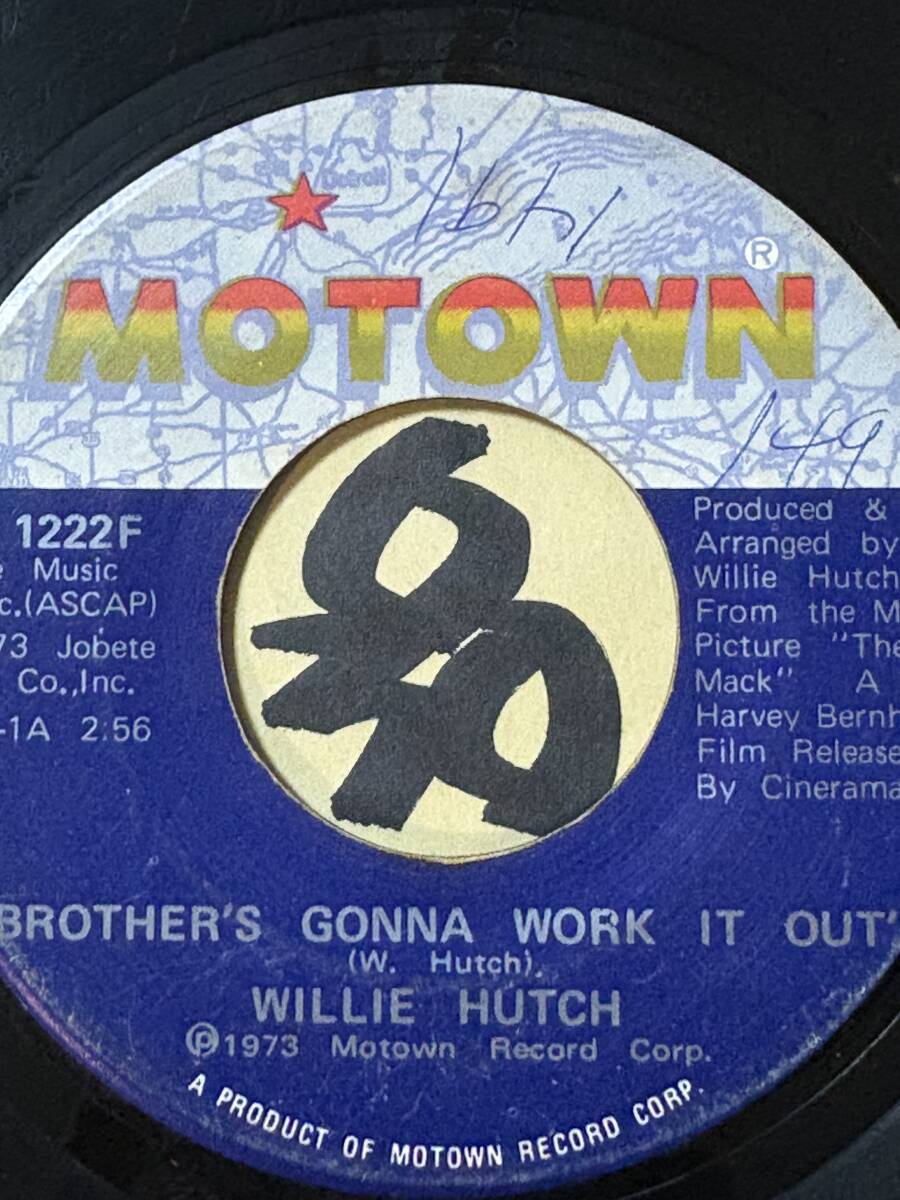 Detroit
MOTOWN®
149
1222F
Music
c.(ASCAP)
73 Jobete
Co.,Inc.
-1A 2:56
Produced &
Arranged by
Willie Hutch
From the M
Picture "The
Mack" A
Harvey Bernh
Film Release
By Cinerama
BROTHER'S GONNA WORK IT OUT"
(W. Hutch)
WILLIE HUTCH
℗1973 Motown Record Corp.
A PRODUCT OF MOTOWN RECORD CORP.